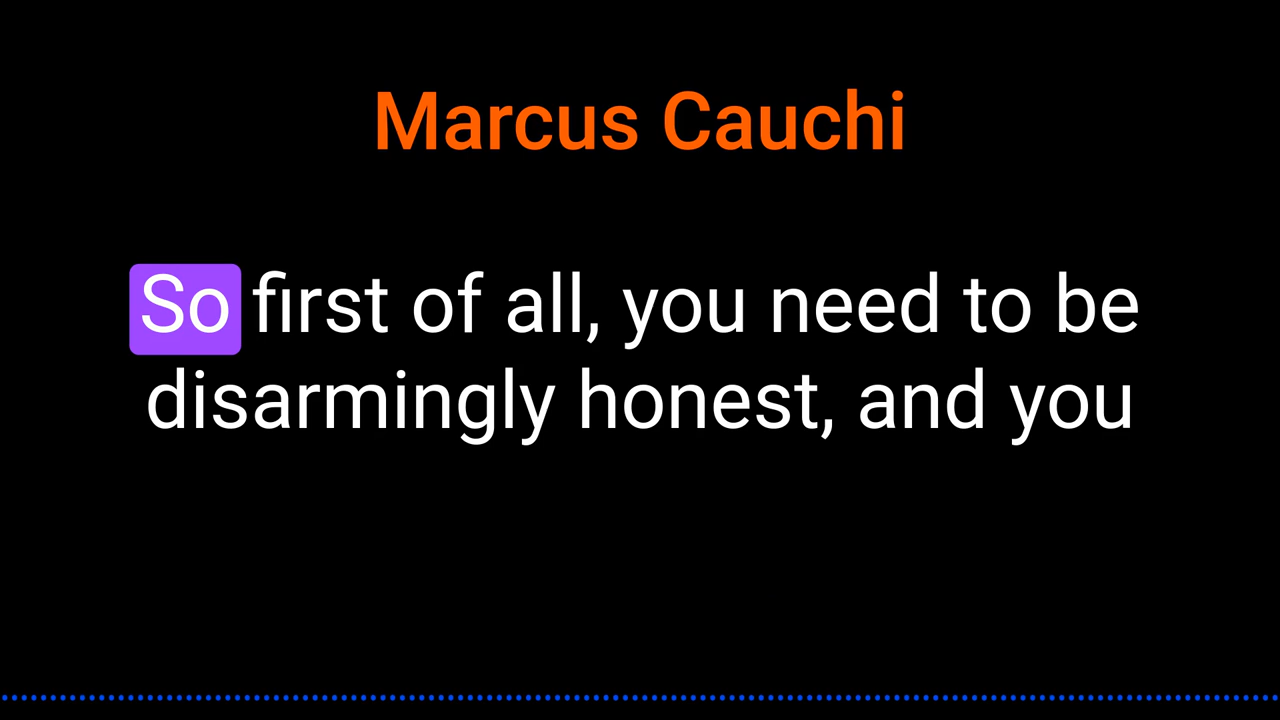 Marcus Cauchi
So first of all, you need to be
disarmingly honest, and you